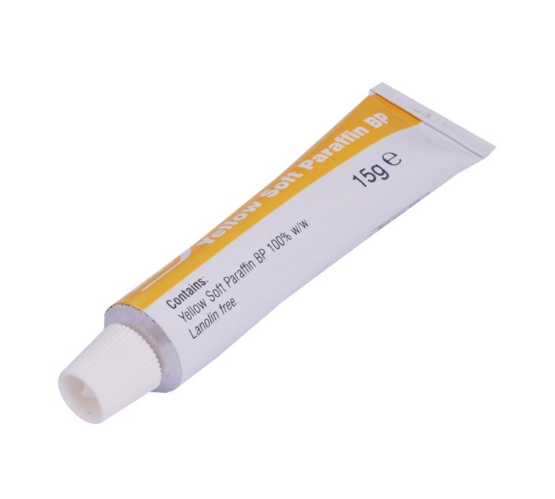 Yellow Soft Paraffin BP
15g ℮
Contains:
Yellow Soft Paraffin BP 100% w/w
Lanolin free